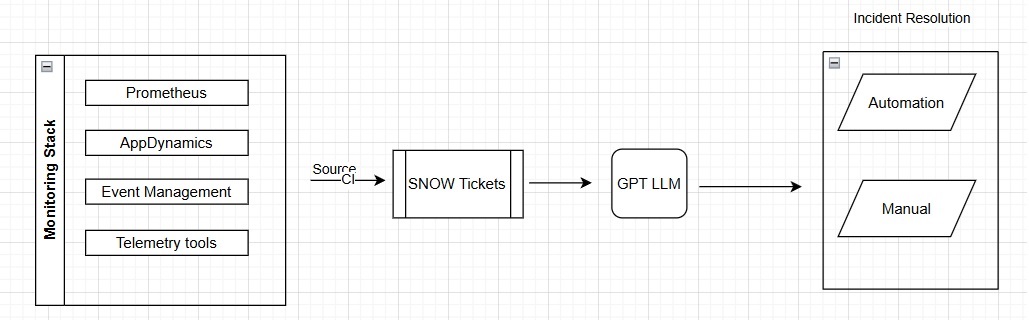 Incident Resolution
Monitoring Stack
Prometheus
AppDynamics
Event Management
Telemetry tools
Source
CI
SNOW Tickets
GPT LLM
Automation
Manual